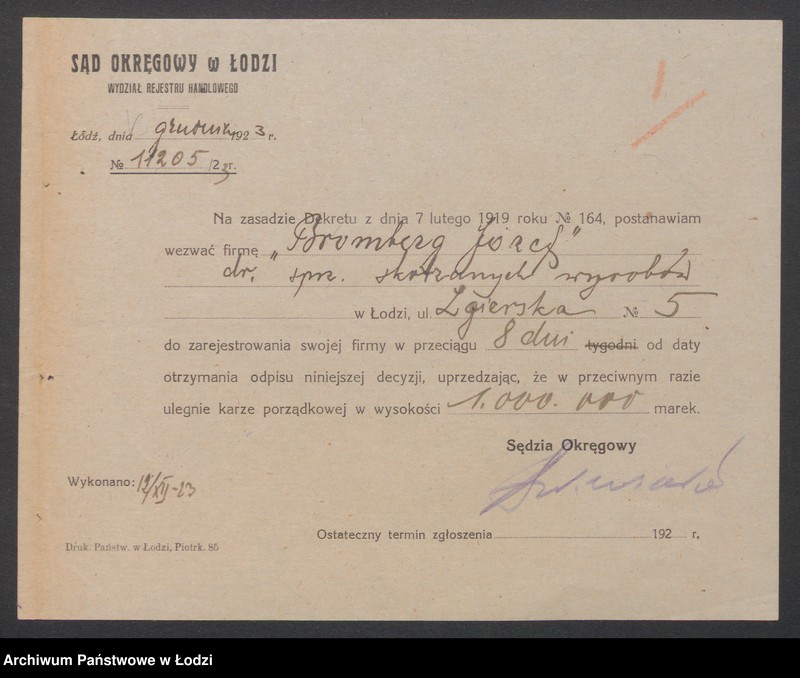 SĄD OKRĘGOWY w ŁODZI
WYDZIAŁ REJESTRU HANDLOWEGO
Łódź, dnia grudnia 1923 r.
№ 11205/23 r.
Na zasadzie Dekretu z dnia 7 lutego 1919 roku № 164, postanawiam
wezwać firmę „Bromberg Józef"
dr. sprz. skórzanych wyrobów
w Łodzi, ul. Zgierska № 5
do zarejestrowania swojej firmy w przeciągu 8 dni tygodni od daty
otrzymania odpisu niniejszej decyzji, uprzedzając, że w przeciwnym razie
ulegnie karze porządkowej w wysokości 1.000.000 marek.
Sędzia Okręgowy
Wykonano: 12/XII-23
Ostateczny termin zgłoszenia 192 r.
Druk. Państw. w Łodzi, Piotrk. 85
Archiwum Państwowe w Łodzi